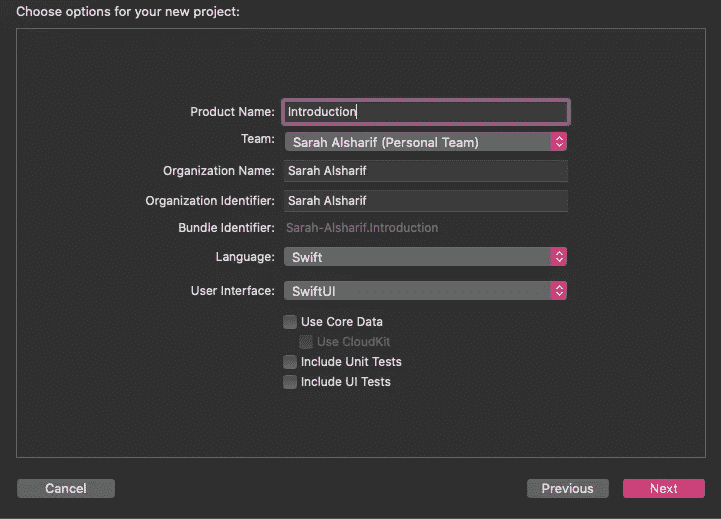 Choose options for your new project:
Product Name: Introduction
Team: Sarah Alsharif (Personal Team)
Organization Name: Sarah Alsharif
Organization Identifier: Sarah Alsharif
Bundle Identifier: Sarah-Alsharif.Introduction
Language: Swift
User Interface: SwiftUI
Use Core Data
Use CloudKit
Include Unit Tests
Include UI Tests
Cancel Previous Next